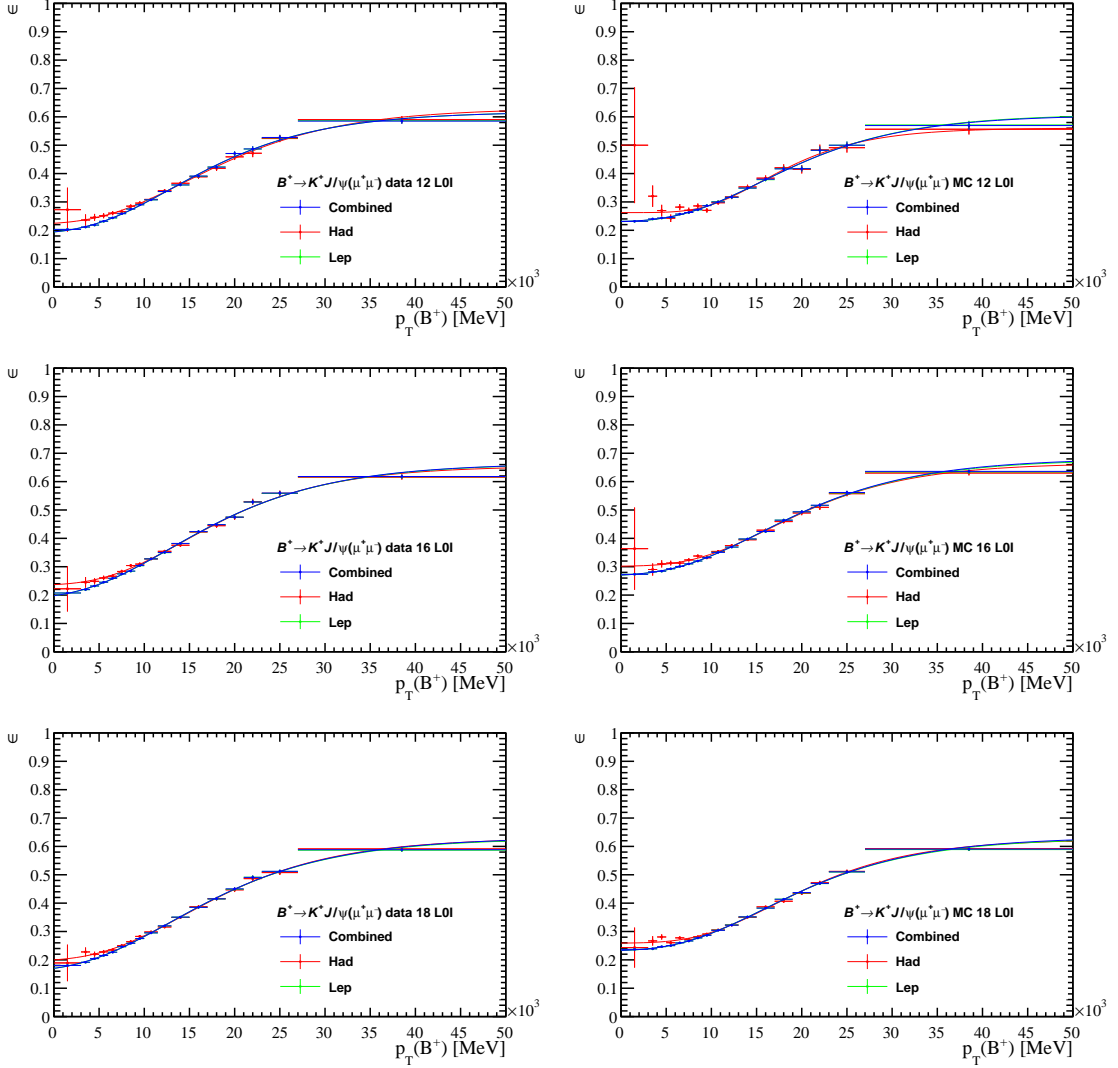 ∈
1
0.9
0.8
0.7
0.6
0.5
0.4
0.3
0.2
0.1
0
B⁺→K⁺J/ψ(μ⁺μ⁻) data 12 L0I
Combined
Had
Lep
×10³
0 5 10 15 20 25 30 35 40 45 50
p_T(B⁺) [MeV]
∈
1
0.9
0.8
0.7
0.6
0.5
0.4
0.3
0.2
0.1
0
B⁺→K⁺J/ψ(μ⁺μ⁻) MC 12 L0I
Combined
Had
Lep
×10³
0 5 10 15 20 25 30 35 40 45 50
p_T(B⁺) [MeV]
∈
1
0.9
0.8
0.7
0.6
0.5
0.4
0.3
0.2
0.1
0
B⁺→K⁺J/ψ(μ⁺μ⁻) data 16 L0I
Combined
Had
Lep
×10³
0 5 10 15 20 25 30 35 40 45 50
p_T(B⁺) [MeV]
∈
1
0.9
0.8
0.7
0.6
0.5
0.4
0.3
0.2
0.1
0
B⁺→K⁺J/ψ(μ⁺μ⁻) MC 16 L0I
Combined
Had
Lep
×10³
0 5 10 15 20 25 30 35 40 45 50
p_T(B⁺) [MeV]
∈
1
0.9
0.8
0.7
0.6
0.5
0.4
0.3
0.2
0.1
0
B⁺→K⁺J/ψ(μ⁺μ⁻) data 18 L0I
Combined
Had
Lep
×10³
0 5 10 15 20 25 30 35 40 45 50
p_T(B⁺) [MeV]
∈
1
0.9
0.8
0.7
0.6
0.5
0.4
0.3
0.2
0.1
0
B⁺→K⁺J/ψ(μ⁺μ⁻) MC 18 L0I
Combined
Had
Lep
×10³
0 5 10 15 20 25 30 35 40 45 50
p_T(B⁺) [MeV]